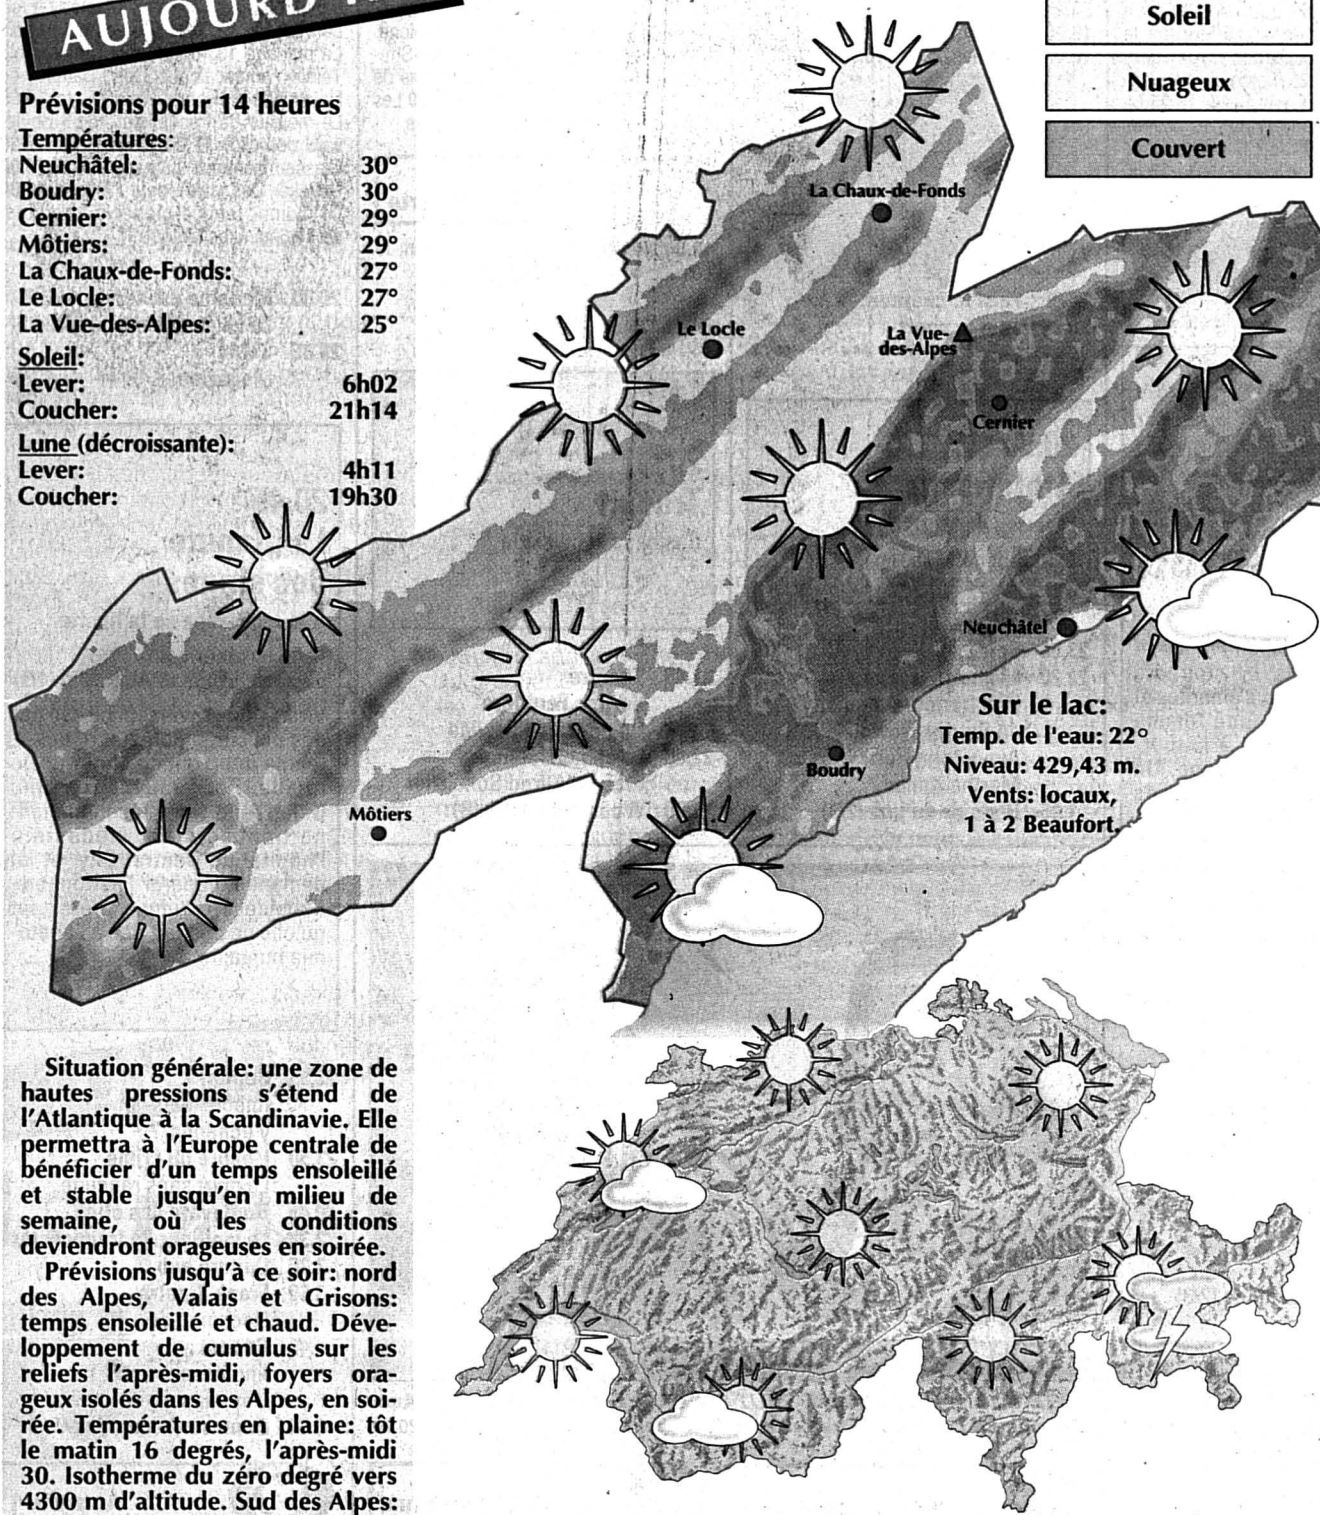 Prévisions pour 14 heures
Températures:
Neuchâtel: 30°
Boudry: 30°
Cernier: 29°
Môtiers: 29°
La Chaux-de-Fonds: 27°
Le Locle: 27°
La Vue-des-Alpes: 25°
Soleil:
Lever: 6h02
Coucher: 21h14
Lune (décroissante):
Lever: 4h11
Coucher: 19h30
Soleil
Nuageux
Couvert
La Chaux-de-Fonds
Le Locle
La Vue-
des-Alpes
Cernier
Neuchâtel
Boudry
Môtiers
Sur le lac:
Temp. de l'eau: 22°
Niveau: 429,43 m.
Vents: locaux,
1 à 2 Beaufort.
Situation générale: une zone de
hautes pressions s'étend de
l'Atlantique à la Scandinavie. Elle
permettra à l'Europe centrale de
bénéficier d'un temps ensoleillé
et stable jusqu'en milieu de
semaine, où les conditions
deviendront orageuses en soirée.
Prévisions jusqu'à ce soir: nord
des Alpes, Valais et Grisons:
temps ensoleillé et chaud. Déve-
loppement de cumulus sur les
reliefs l'après-midi, foyers ora-
geux isolés dans les Alpes, en soi-
rée. Températures en plaine: tôt
le matin 16 degrés, l'après-midi
30. Isotherme du zéro degré vers
4300 m d'altitude. Sud des Alpes: